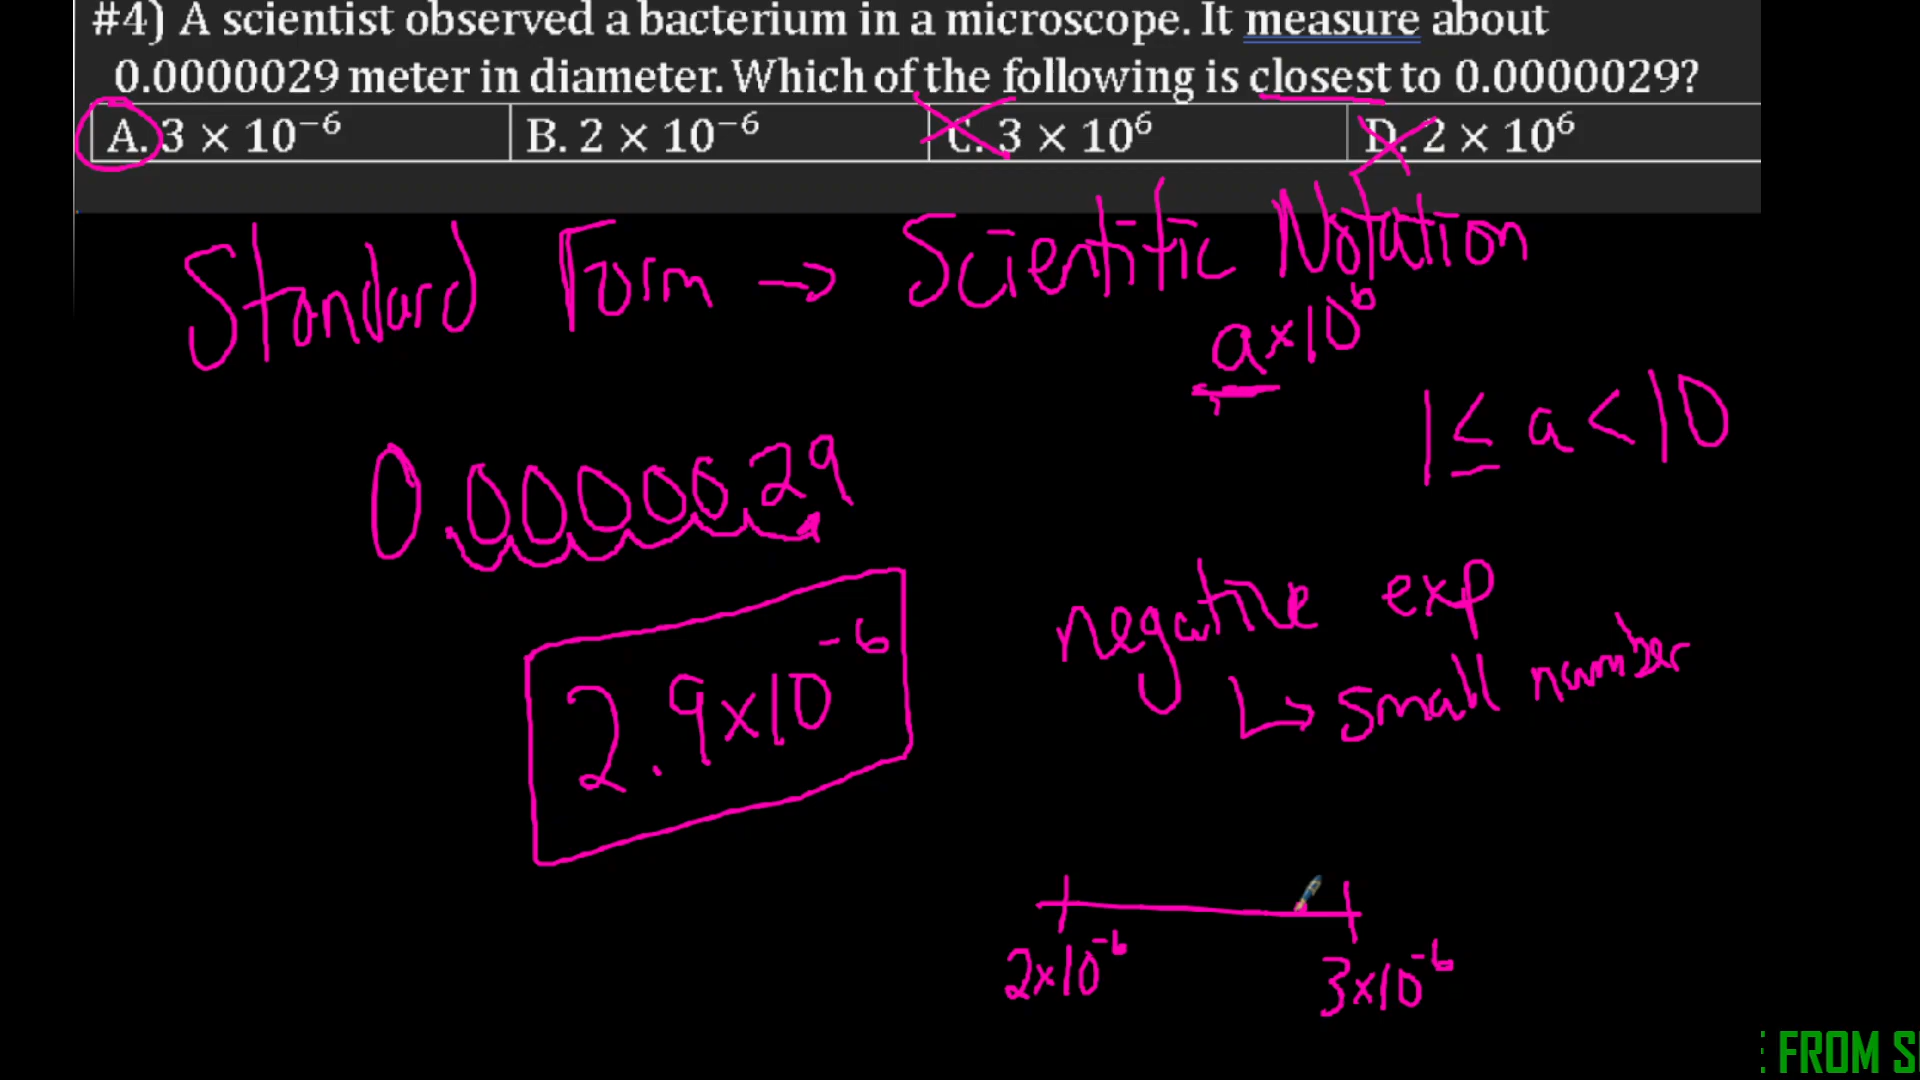 #4) A scientist observed a bacterium in a microscope. It measure about
0.0000029 meter in diameter. Which of the following is closest to 0.0000029?
A. 3 × 10⁻⁶ B. 2 × 10⁻⁶ C. 3 × 10⁶ D. 2 × 10⁶
Standard Form → Scientific Notation
a×10ᵇ
1 ≤ a < 10
0.0000029
negative exp
↳ small number
2.9×10⁻⁶
2×10⁻⁶ 3×10⁻⁶
FROM